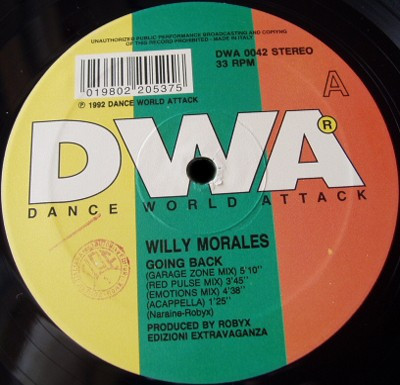 UNAUTHORIZED PUBLIC PERFORMANCE BROADCASTING AND COPYING
OF THIS RECORD PROHIBITED - MADE IN ITALY
DWA 0042 STEREO
33 RPM
019802 205375
℗ 1992 DANCE WORLD ATTACK
A
DWA®
DANCE WORLD ATTACK
WILLY MORALES
GOING BACK
(GARAGE ZONE MIX) 5'10''
(RED PULSE MIX) 3'45''
(EMOTIONS MIX) 4'38''
(ACAPPELLA) 1'25''
(Naraine-Robyx)
PRODUCED BY ROBYX
EDIZIONI EXTRAVAGANZA